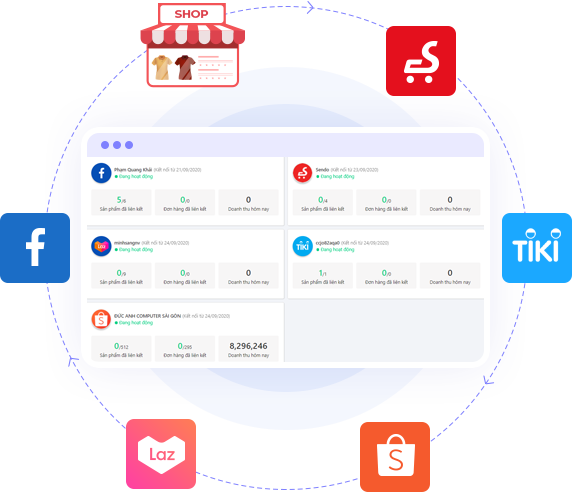 SHOP
Phạm Quang Khải (Kết nối từ 21/09/2020)
Đang hoạt động
5/6 0/0 0
Sản phẩm đã liên kết Đơn hàng đã liên kết Doanh thu hôm nay
Sendo (Kết nối từ 23/09/2020)
Đang hoạt động
0/4 0/0 0
Sản phẩm đã liên kết Đơn hàng đã liên kết Doanh thu hôm nay
minhsangnv (Kết nối từ 24/09/2020)
Đang hoạt động
0/9 0/0 0
Sản phẩm đã liên kết Đơn hàng đã liên kết Doanh thu hôm nay
(Kết nối từ 24/09/2020)
Đang hoạt động
1/1 0/0 0
Sản phẩm đã liên kết Đơn hàng đã liên kết Doanh thu hôm nay
ĐỨC ANH COMPUTER SÀI GÒN (Kết nối từ 24/09/2020)
Đang hoạt động
0/512 0/295 8,296,246
Sản phẩm đã liên kết Đơn hàng đã liên kết Doanh thu hôm nay
f
TIKI
Laz
S